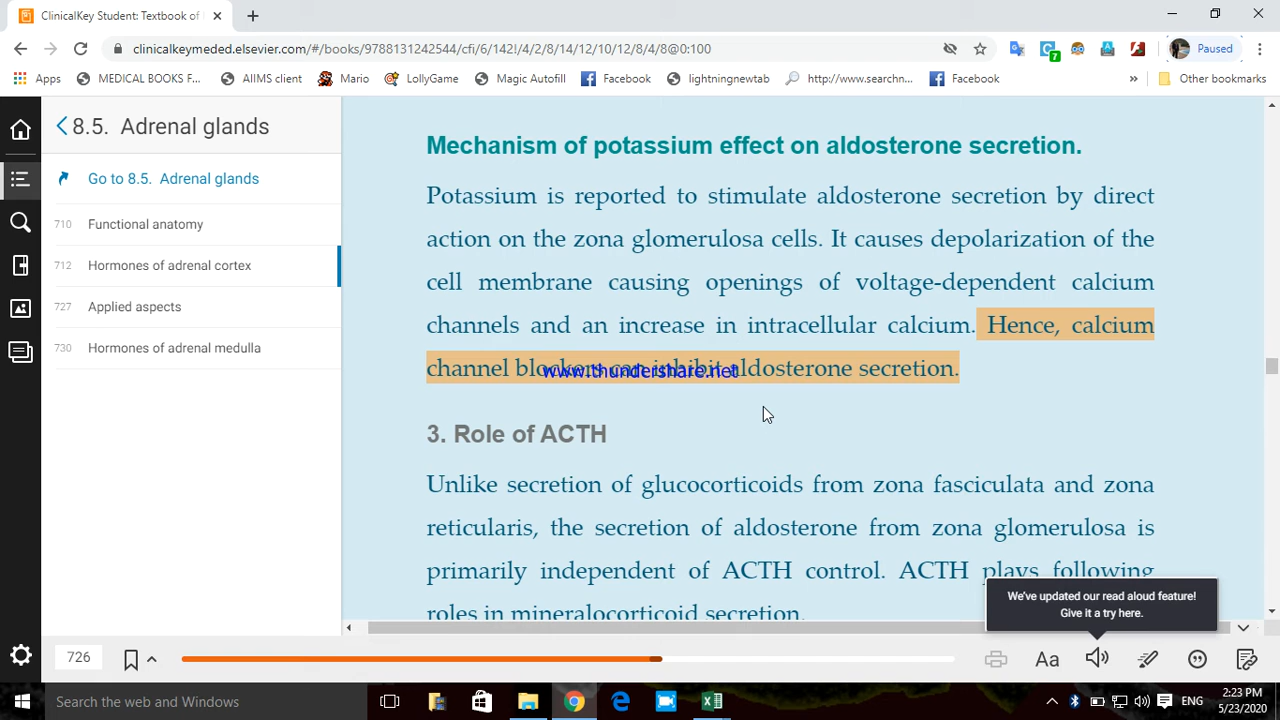 ClinicalKey Student: Textbook of
clinicalkeymeded.elsevier.com/#/books/9788131242544/cfi/6/142!/4/2/8/14/12/10/12/8/4/8@0:100
7
Paused
Apps
MEDICAL BOOKS F...
AIIMS client
Mario
LollyGame
Magic Autofill
Facebook
lightningnewtab
http://www.searchn...
Facebook
»
Other bookmarks
8.5. Adrenal glands
Go to 8.5. Adrenal glands
710 Functional anatomy
712 Hormones of adrenal cortex
727 Applied aspects
730 Hormones of adrenal medulla
Mechanism of potassium effect on aldosterone secretion.
Potassium is reported to stimulate aldosterone secretion by direct
action on the zona glomerulosa cells. It causes depolarization of the
cell membrane causing openings of voltage-dependent calcium
channels and an increase in intracellular calcium. Hence, calcium
channel blockers can inhibit aldosterone secretion.
www.thundershare.net
3. Role of ACTH
Unlike secretion of glucocorticoids from zona fasciculata and zona
reticularis, the secretion of aldosterone from zona glomerulosa is
primarily independent of ACTH control. ACTH plays following
roles in mineralocorticoid secretion.
We've updated our read aloud feature!
Give it a try here.
726
Aa
Search the web and Windows
ENG
2:23 PM
5/23/2020